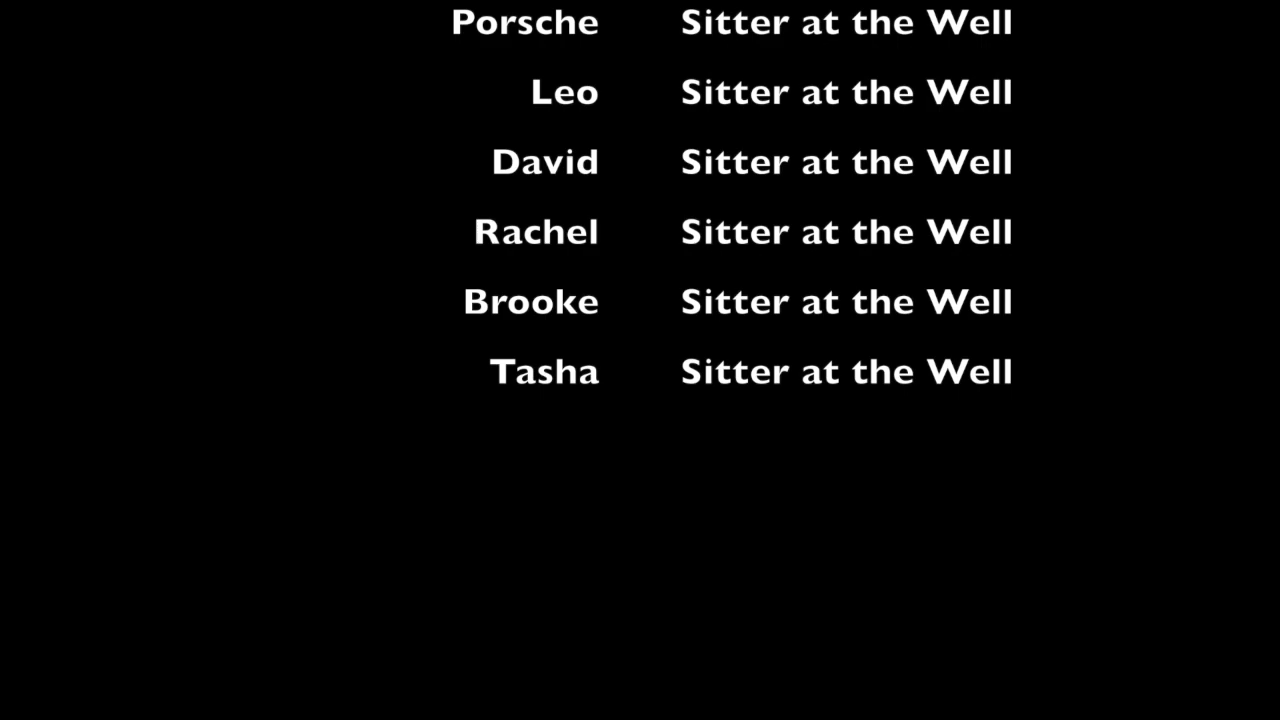 Porsche Sitter at the Well
Leo Sitter at the Well
David Sitter at the Well
Rachel Sitter at the Well
Brooke Sitter at the Well
Tasha Sitter at the Well